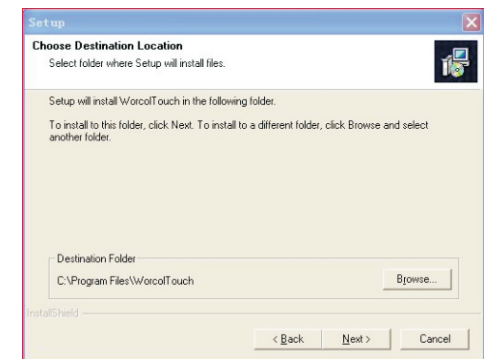 Setup
Choose Destination Location
Select folder where Setup will install files.
Setup will install WorcolTouch in the following folder.
To install to this folder, click Next. To install to a different folder, click Browse and select
another folder.
Destination Folder
C:\Program Files\WorcolTouch
Browse...
InstallShield
< Back Next > Cancel